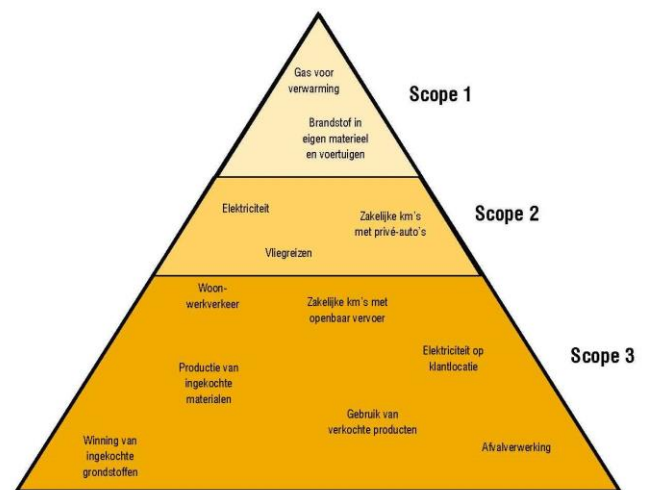 Gas voor
verwarming
Scope 1
Brandstof in
eigen materieel
en voertuigen
Elektriciteit
Zakelijke km's
met privé-auto's
Scope 2
Vliegreizen
Woon-
werkverkeer
Zakelijke km's met
openbaar vervoer
Elektriciteit op
klantlocatie
Scope 3
Productie van
ingekochte
materialen
Gebruik van
verkochte producten
Winning van
ingekochte
grondstoffen
Afvalverwerking